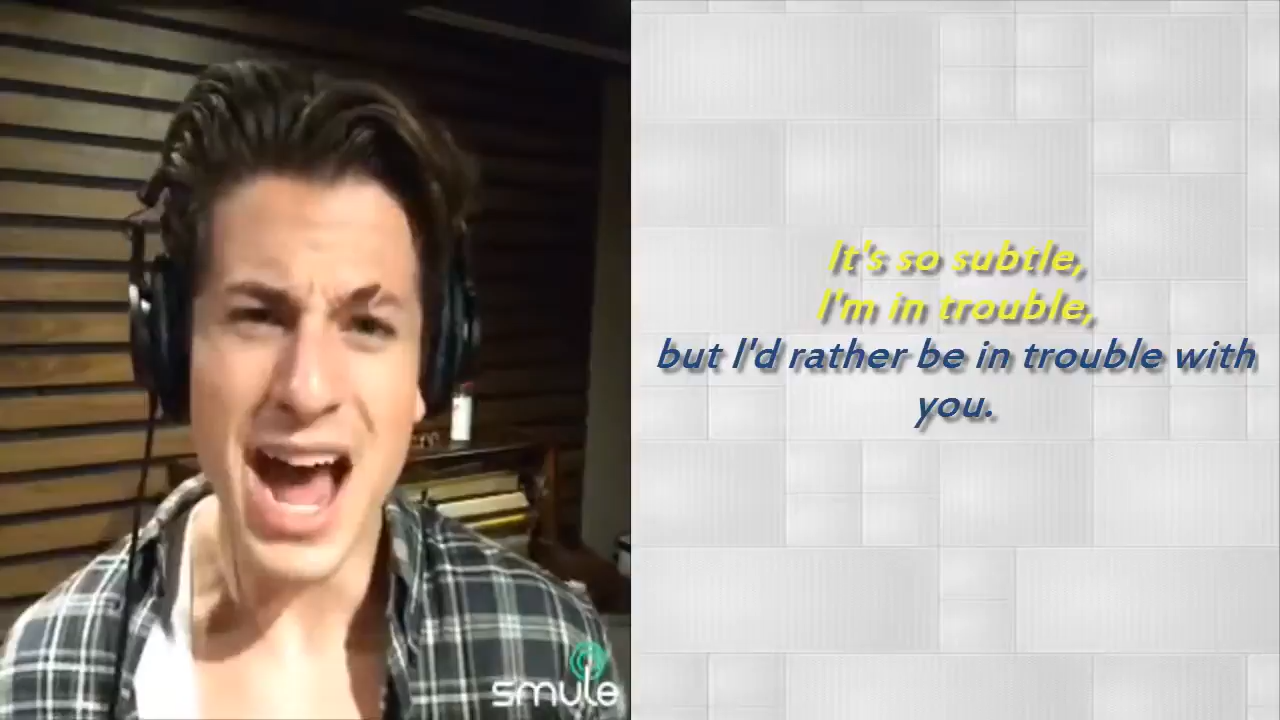 It's so subtle,
I'm in trouble,
but I'd rather be in trouble with
you.
smule